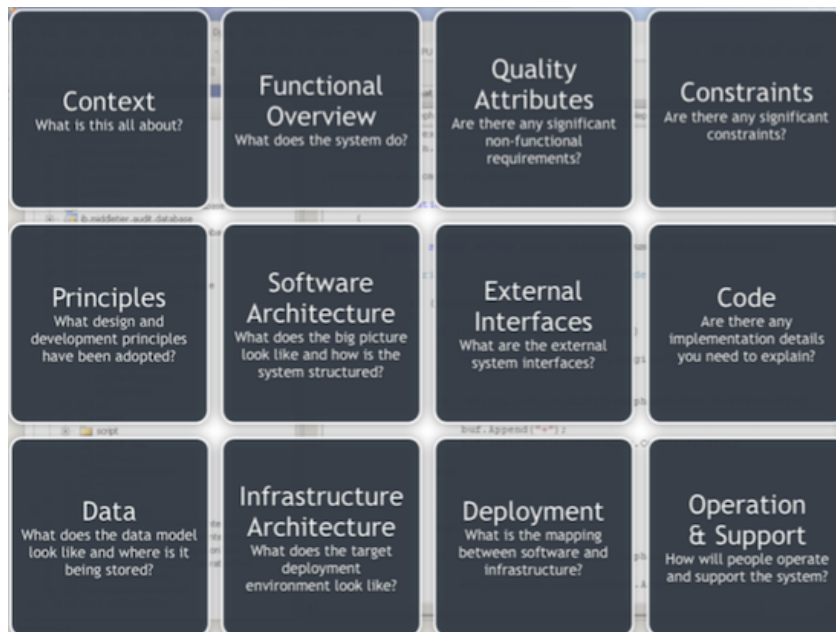 Context
What is this all about?
Functional
Overview
What does the system do?
Quality
Attributes
Are there any significant
non-functional
requirements?
Constraints
Are there any significant
constraints?
ib.middletier.audit.database
Principles
What design and
development principles
have been adopted?
Software
Architecture
What does the big picture
look like and how is the
system structured?
External
Interfaces
What are the external
system interfaces?
Code
Are there any
implementation details
you need to explain?
script
buf.Append("+");
Data
What does the data model
look like and where is it
being stored?
Infrastructure
Architecture
What does the target
deployment
environment look like?
Deployment
What is the mapping
between software and
infrastructure?
Operation
& Support
How will people operate
and support the system?